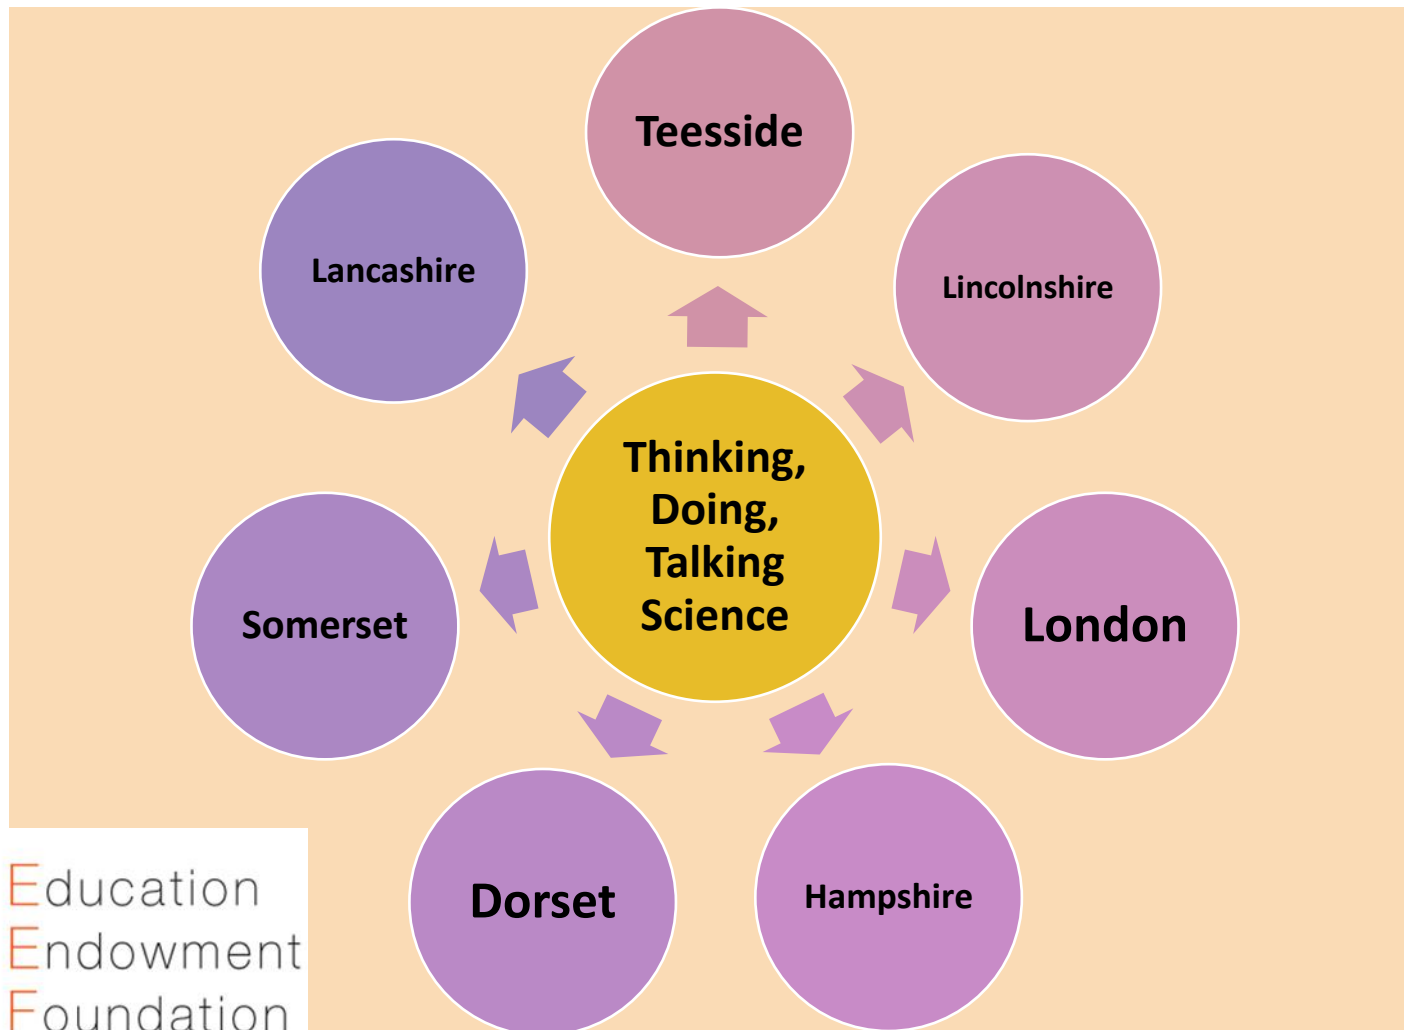 Teesside
Lancashire
Lincolnshire
Thinking,
Doing,
Talking
Science
Somerset
London
Dorset
Hampshire
Education
Endowment
Foundation